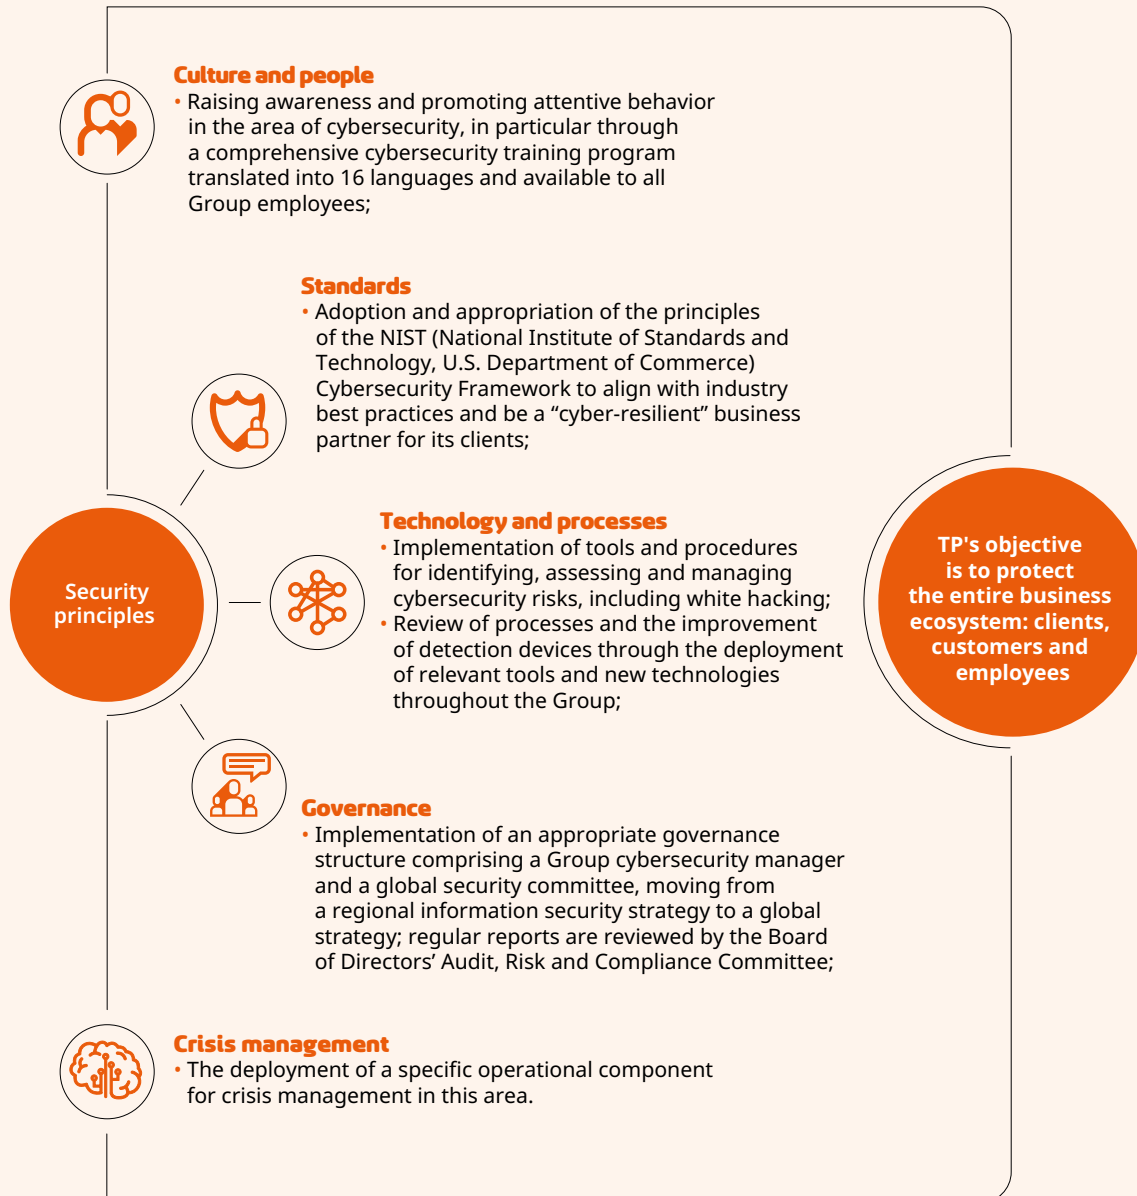 Culture and people
• Raising awareness and promoting attentive behavior
in the area of cybersecurity, in particular through
a comprehensive cybersecurity training program
translated into 16 languages and available to all
Group employees;
Standards
• Adoption and appropriation of the principles
of the NIST (National Institute of Standards and
Technology, U.S. Department of Commerce)
Cybersecurity Framework to align with industry
best practices and be a “cyber-resilient” business
partner for its clients;
Security
principles
Technology and processes
• Implementation of tools and procedures
for identifying, assessing and managing
cybersecurity risks, including white hacking;
• Review of processes and the improvement
of detection devices through the deployment
of relevant tools and new technologies
throughout the Group;
TP's objective
is to protect
the entire business
ecosystem: clients,
customers and
employees
Governance
• Implementation of an appropriate governance
structure comprising a Group cybersecurity manager
and a global security committee, moving from
a regional information security strategy to a global
strategy; regular reports are reviewed by the Board
of Directors’ Audit, Risk and Compliance Committee;
Crisis management
• The deployment of a specific operational component
for crisis management in this area.